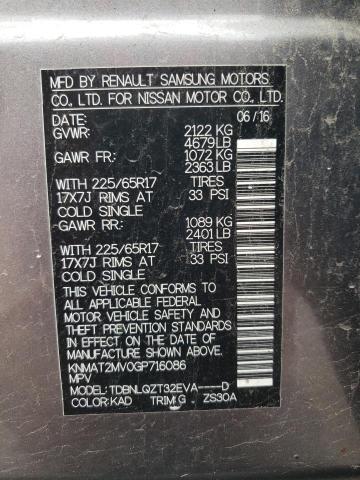 MFD BY RENAULT SAMSUNG MOTORS
CO., LTD. FOR NISSAN MOTOR CO., LTD.
DATE: 06/16
GVWR: 2122 KG
4679LB
GAWR FR: 1072 KG
2363LB
WITH 225/65R17 TIRES
17X7J RIMS AT 33 PSI
COLD SINGLE
GAWR RR: 1089 KG
2401LB
WITH 225/65R17 TIRES
17X7J RIMS AT 33 PSI
COLD SINGLE
THIS VEHICLE CONFORMS TO
ALL APPLICABLE FEDERAL
MOTOR VEHICLE SAFETY AND
THEFT PREVENTION STANDARDS
IN EFFECT ON THE DATE OF
MANUFACTURE SHOWN ABOVE.
KNMAT2MV0GP716086
MPV
MODEL: TDBNLQZT32EVA----D
COLOR: KAD TRIM: G ZS30A